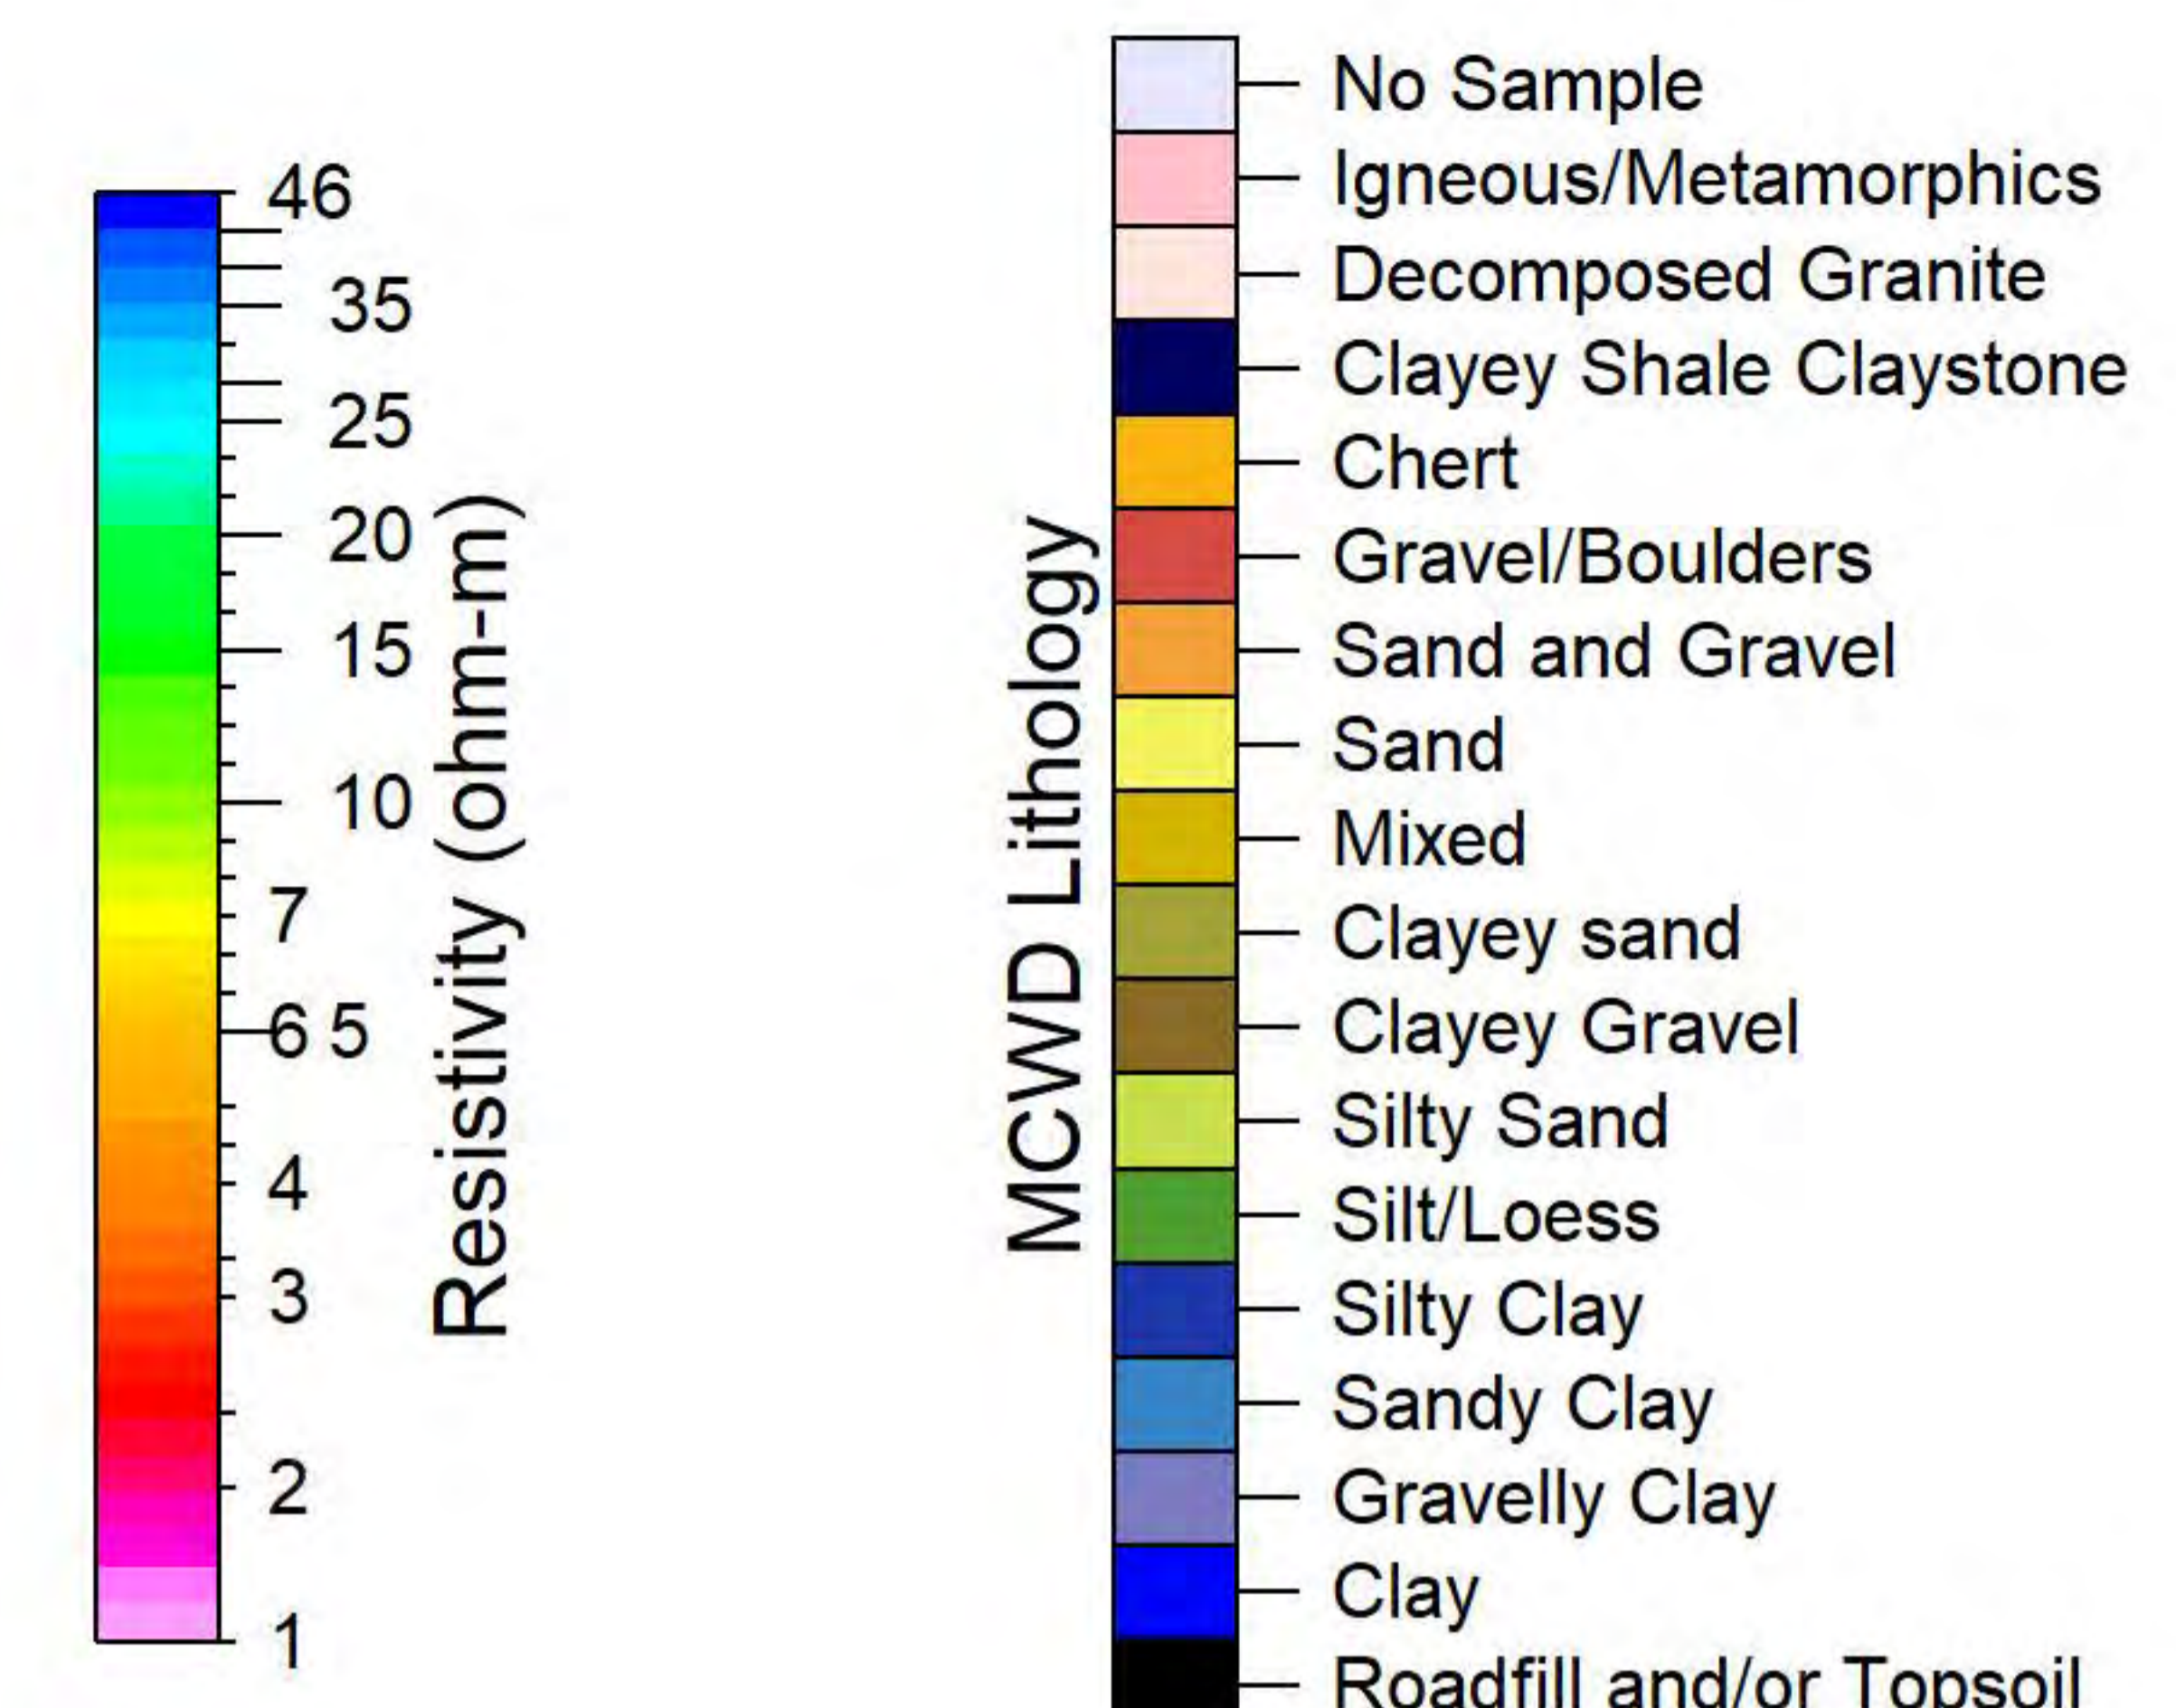 46
35
25
20
15
10
7
6 5
4
3
2
1
Resistivity (ohm-m)
MCWD Lithology
No Sample
Igneous/Metamorphics
Decomposed Granite
Clayey Shale Claystone
Chert
Gravel/Boulders
Sand and Gravel
Sand
Mixed
Clayey sand
Clayey Gravel
Silty Sand
Silt/Loess
Silty Clay
Sandy Clay
Gravelly Clay
Clay
Roadfill and/or Topsoil